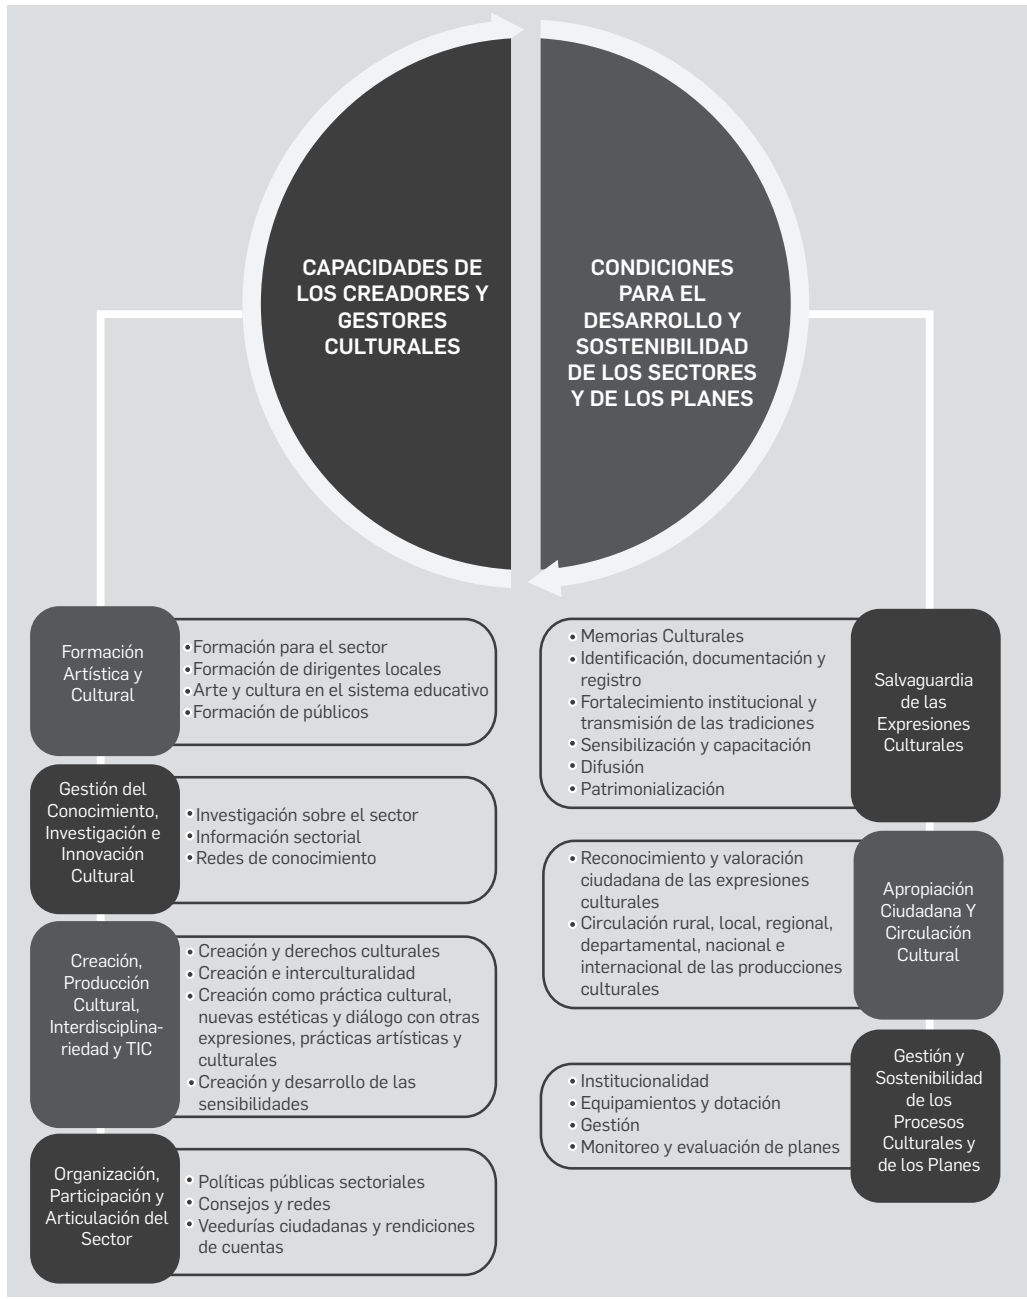 CAPACIDADES DE
LOS CREADORES Y
GESTORES
CULTURALES
CONDICIONES
PARA EL
DESARROLLO Y
SOSTENIBILIDAD
DE LOS SECTORES
Y DE LOS PLANES
Formación
Artística y
Cultural
• Formación para el sector
• Formación de dirigentes locales
• Arte y cultura en el sistema educativo
• Formación de públicos
Gestión del
Conocimiento,
Investigación e
Innovación
Cultural
• Investigación sobre el sector
• Información sectorial
• Redes de conocimiento
Creación,
Producción
Cultural,
Interdisciplina-
riedad y TIC
• Creación y derechos culturales
• Creación e interculturalidad
• Creación como práctica cultural,
nuevas estéticas y diálogo con otras
expresiones, prácticas artísticas y
culturales
• Creación y desarrollo de las
sensibilidades
Organización,
Participación y
Articulación del
Sector
• Políticas públicas sectoriales
• Consejos y redes
• Veedurías ciudadanas y rendiciones
de cuentas
• Memorias Culturales
• Identificación, documentación y
registro
• Fortalecimiento institucional y
transmisión de las tradiciones
• Sensibilización y capacitación
• Difusión
• Patrimonialización
Salvaguardia
de las
Expresiones
Culturales
• Reconocimiento y valoración
ciudadana de las expresiones
culturales
• Circulación rural, local, regional,
departamental, nacional e
internacional de las producciones
culturales
Apropiación
Ciudadana Y
Circulación
Cultural
• Institucionalidad
• Equipamientos y dotación
• Gestión
• Monitoreo y evaluación de planes
Gestión y
Sostenibilidad
de los
Procesos
Culturales y
de los Planes